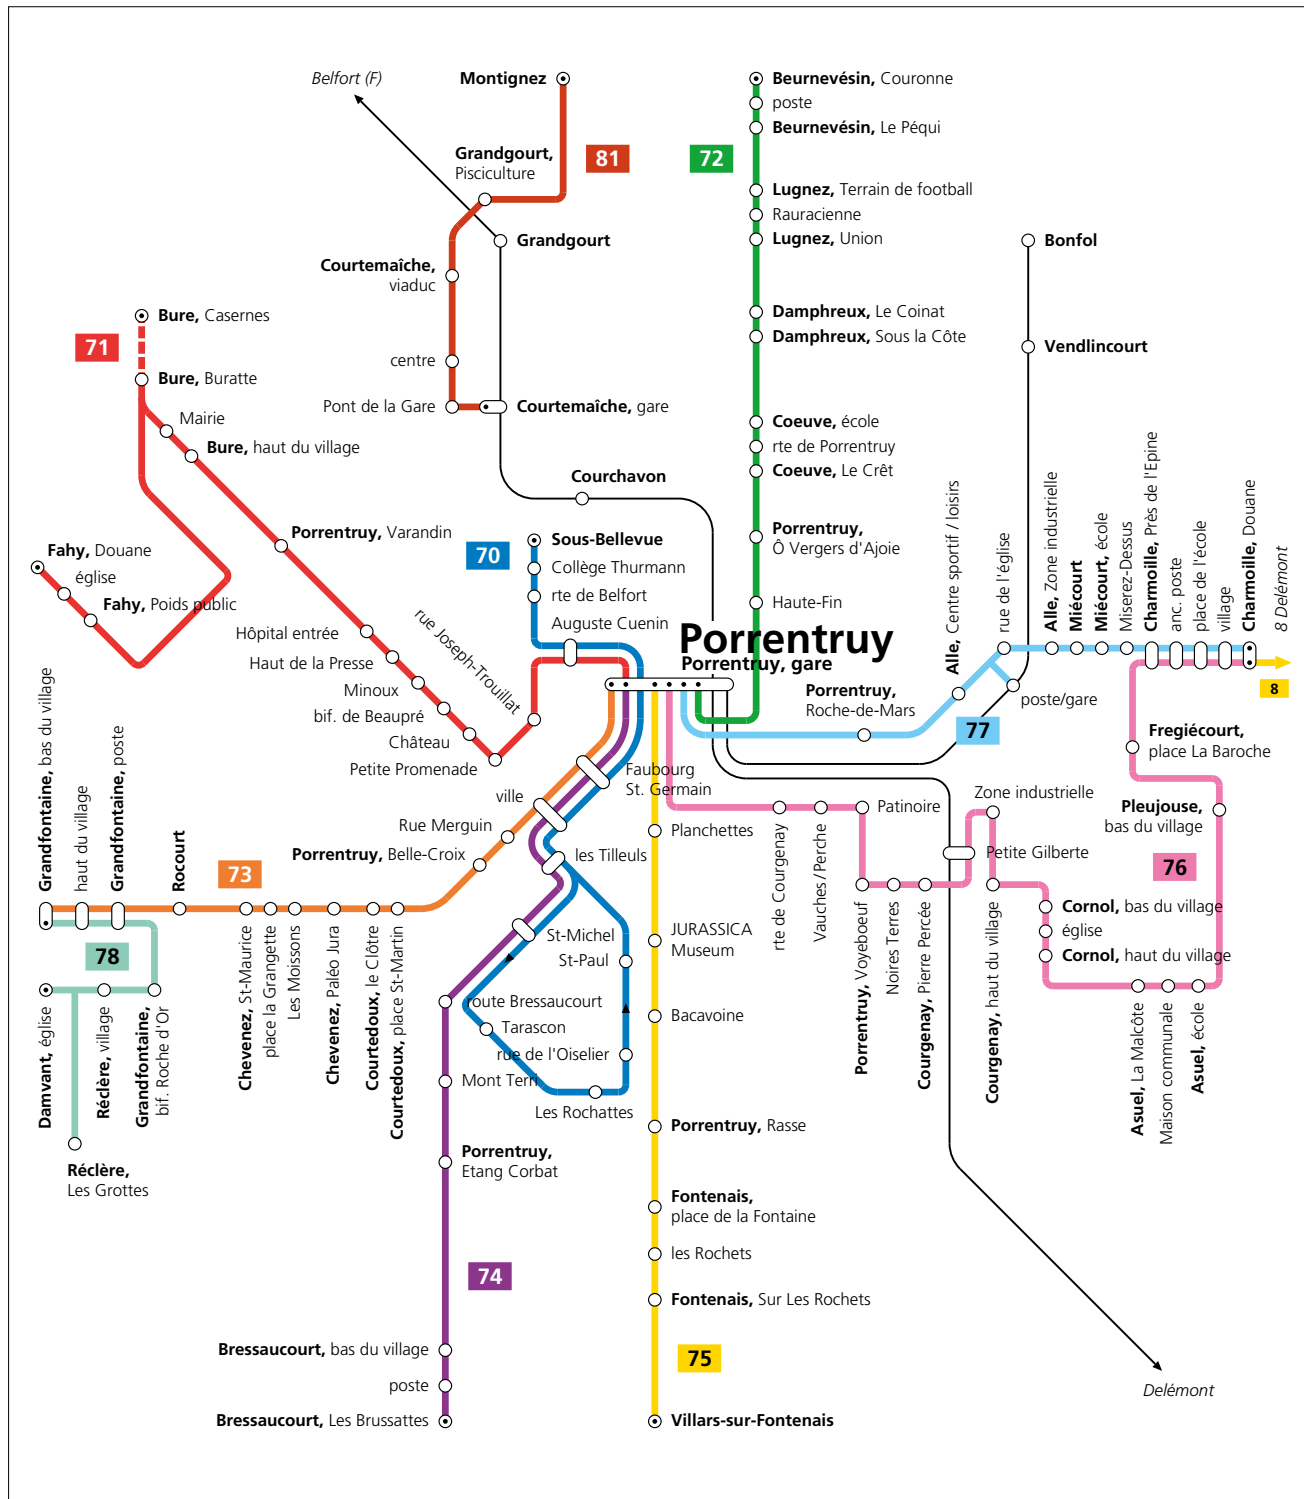 Belfort (F)
Montignez
Beurnevésin, Couronne
poste
Beurnevésin, Le Péqui
Grandgourt,
Pisciculture
81
72
Lugnez, Terrain de football
Rauracienne
Lugnez, Union
Grandgourt
Bonfol
Courtemaîche,
viaduc
Bure, Casernes
71
Damphreux, Le Coinat
Damphreux, Sous la Côte
Vendlincourt
centre
Bure, Buratte
Pont de la Gare
Courtemaîche, gare
Mairie
Bure, haut du village
Coeuve, école
rte de Porrentruy
Coeuve, Le Crêt
Courchavon
Porrentruy, Varandin
70
Sous-Bellevue
Collège Thurmann
rte de Belfort
Auguste Cuenin
Porrentruy,
Ô Vergers d'Ajoie
Haute-Fin
Fahy, Douane
église
Fahy, Poids public
Alle, Centre sportif / loisirs
rue de l'église
Alle, Zone industrielle
Miécourt
Miécourt, école
Miserez-Dessus
Charmoille, Près de l'Epine
anc. poste
place de l'école
village
Charmoille, Douane
8 Delémont
8
Hôpital entrée
Haut de la Presse
Minoux
bif. de Beaupré
Château
Petite Promenade
rue Joseph-Trouillat
Porrentruy
Porrentruy, gare
Porrentruy,
Roche-de-Mars
77
poste/gare
Fregiécourt,
place La Baroche
Pleujouse,
bas du village
76
Faubourg
St. Germain
ville
Rue Merguin
Porrentruy, Belle-Croix
les Tilleuls
Planchettes
rte de Courgenay
Vauches/Perche
Patinoire
Zone industrielle
Petite Gilberte
Grandfontaine, bas du village
haut du village
Grandfontaine, poste
Rocourt
73
78
Damvant, église
Réclère, village
Grandfontaine,
bif. Roche d'Or
Réclère,
Les Grottes
Chevenez, St-Maurice
place la Grangette
Les Moissons
Chevenez, Paléo Jura
Courtedoux, le Clôtre
Courtedoux, place St-Martin
St-Michel
St-Paul
route Bressaucourt
Tarascon
rue de l'Oiselier
Mont Terri
Les Rochattes
JURASSICA
Museum
Bacavoine
Porrentruy, Voyeboeuf
Noires Terres
Courgenay, Pierre Percée
Courgenay, haut du village
Cornol, bas du village
église
Cornol, haut du village
Asuel, La Malcôte
Maison communale
Asuel, école
Porrentruy,
Etang Corbat
Porrentruy, Rasse
Fontenais,
place de la Fontaine
les Rochets
Fontenais, Sur Les Rochets
74
75
Bressaucourt, bas du village
poste
Bressaucourt, Les Brussattes
Villars-sur-Fontenais
Delémont